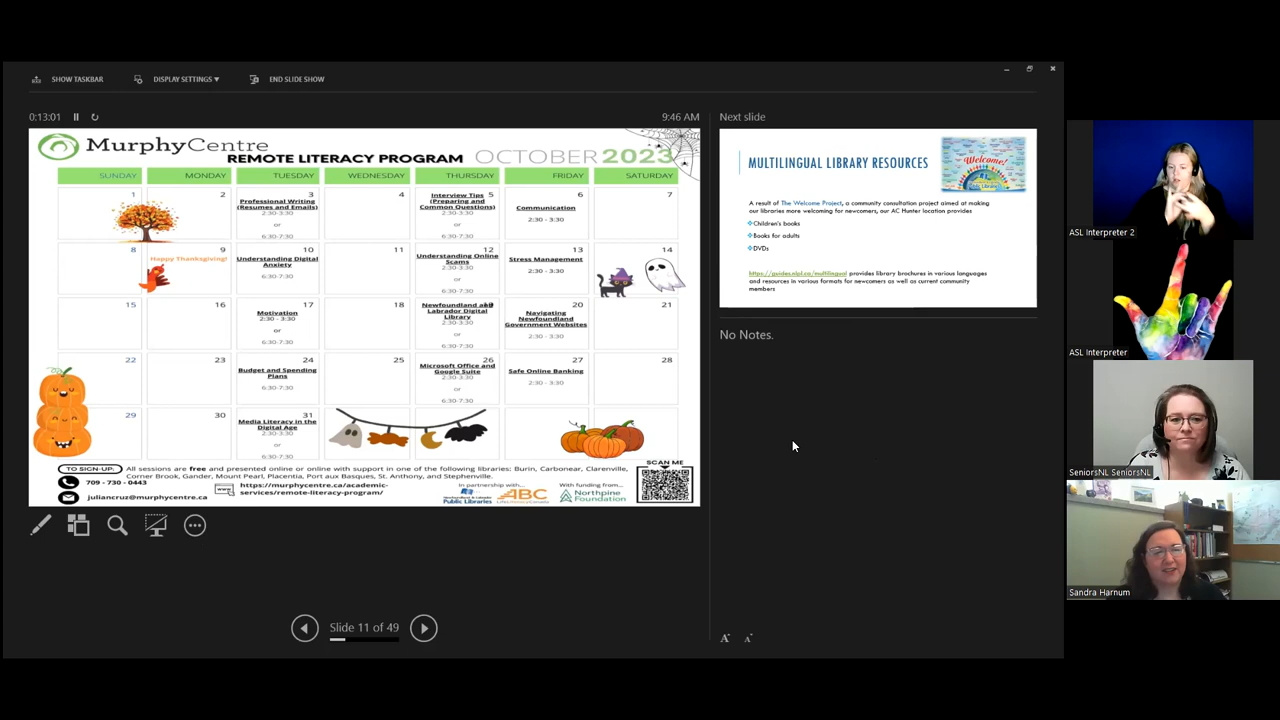 SHOW TASKBAR
DISPLAY SETTINGS ▼
END SLIDE SHOW
0:13:01
9:46 AM
MurphyCentre
REMOTE LITERACY PROGRAM
OCTOBER 2023
SUNDAY
MONDAY
TUESDAY
WEDNESDAY
THURSDAY
FRIDAY
SATURDAY
1
2
3
Professional Writing
(Resumes and Emails)
2:30-3:30
or
6:30-7:30
4
5
Interview Tips
(Preparing and
Common Questions)
2:30-3:30
or
6:30-7:30
6
Communication
2:30 - 3:30
7
8
9
Happy Thanksgiving!
10
Understanding Digital
Anxiety
6:30-7:30
11
12
Understanding Online
Scams
2:30-3:30
or
6:30-7:30
13
Stress Management
2:30 - 3:30
14
15
16
17
Motivation
2:30 - 3:30
or
6:30-7:30
18
19
Newfoundland and
Labrador Digital
Library
2:30-3:30
or
6:30-7:30
20
Navigating
Newfoundland
Government Websites
2:30 - 3:30
21
22
23
24
Budget and Spending
Plans
6:30-7:30
25
26
Microsoft Office and
Google Suite
2:30-3:30
or
6:30-7:30
27
Safe Online Banking
2:30 - 3:30
28
29
30
31
Media Literacy in the
Digital Age
2:30-3:30
or
6:30-7:30
TO SIGN-UP:
All sessions are free and presented online or online with support in one of the following libraries: Burin, Carbonear, Clarenville,
Corner Brook, Gander, Mount Pearl, Placentia, Port aux Basques, St. Anthony, and Stephenville.
709 - 730 - 0443
juliancruz@murphycentre.ca
www
https://murphycentre.ca/academic-
services/remote-literacy-program/
In partnership with...
Public Libraries
ABC
With funding from...
Northpine
Foundation
SCAN ME
Slide 11 of 49
Next slide
MULTILINGUAL LIBRARY RESOURCES
Welcome!
A result of The Welcome Project, a community consultation project aimed at making
our libraries more welcoming for newcomers, our AC Hunter location provides
Children's books
Books for adults
DVDs
https://guides.nlpl.ca/multilingual provides library brochures in various languages
and resources in various formats for newcomers as well as current community
members
No Notes.
ASL Interpreter 2
ASL Interpreter
SeniorsNL SeniorsNL
Sandra Harnum